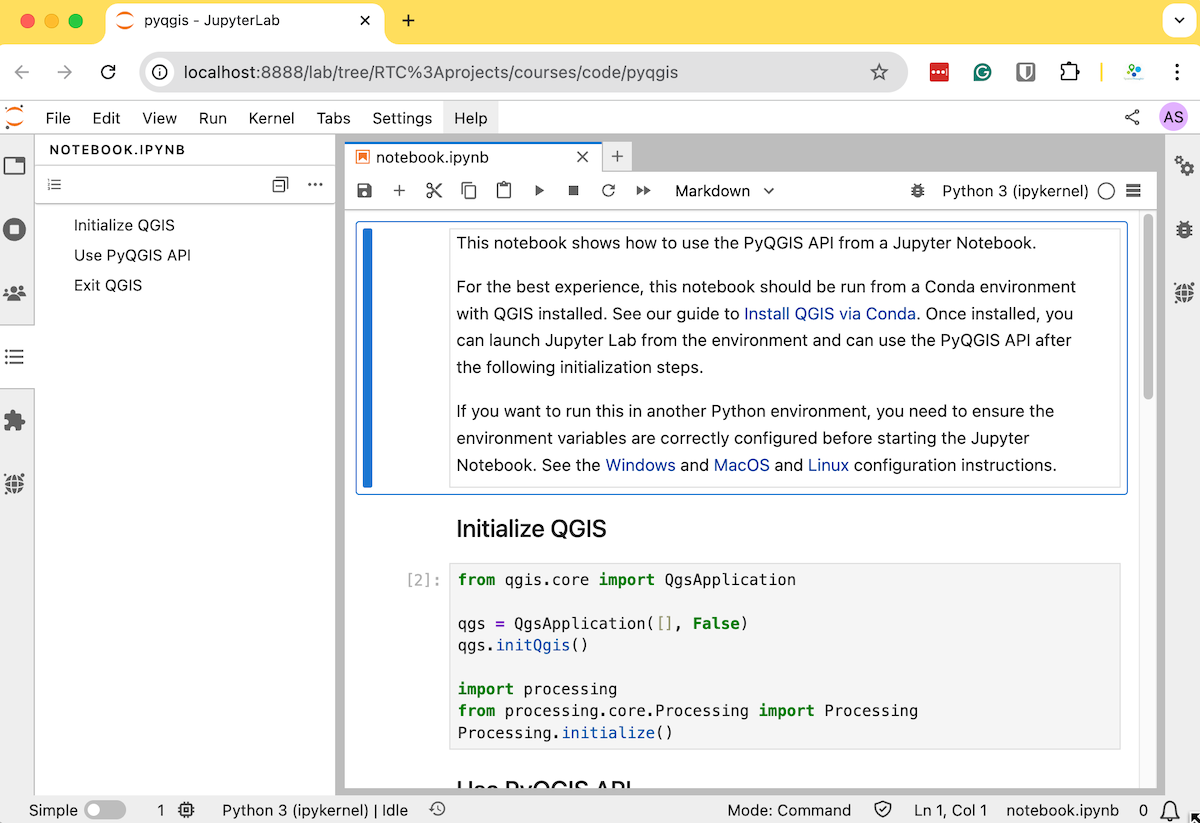 pyqgis - JupyterLab
localhost:8888/lab/tree/RTC%3Aprojects/courses/code/pyqgis
File Edit View Run Kernel Tabs Settings Help
AS
NOTEBOOK.IPYNB
Initialize QGIS
Use PyQGIS API
Exit QGIS
notebook.ipynb
Markdown
Python 3 (ipykernel)
This notebook shows how to use the PyQGIS API from a Jupyter Notebook.
For the best experience, this notebook should be run from a Conda environment
with QGIS installed. See our guide to Install QGIS via Conda. Once installed, you
can launch Jupyter Lab from the environment and can use the PyQGIS API after
the following initialization steps.
If you want to run this in another Python environment, you need to ensure the
environment variables are correctly configured before starting the Jupyter
Notebook. See the Windows and MacOS and Linux configuration instructions.
Initialize QGIS
[2]:
from qgis.core import QgsApplication
qgs = QgsApplication([], False)
qgs.initQgis()
import processing
from processing.core.Processing import Processing
Processing.initialize()
Use PyQGIS API
Simple 1 Python 3 (ipykernel) | Idle Mode: Command Ln 1, Col 1 notebook.ipynb 0